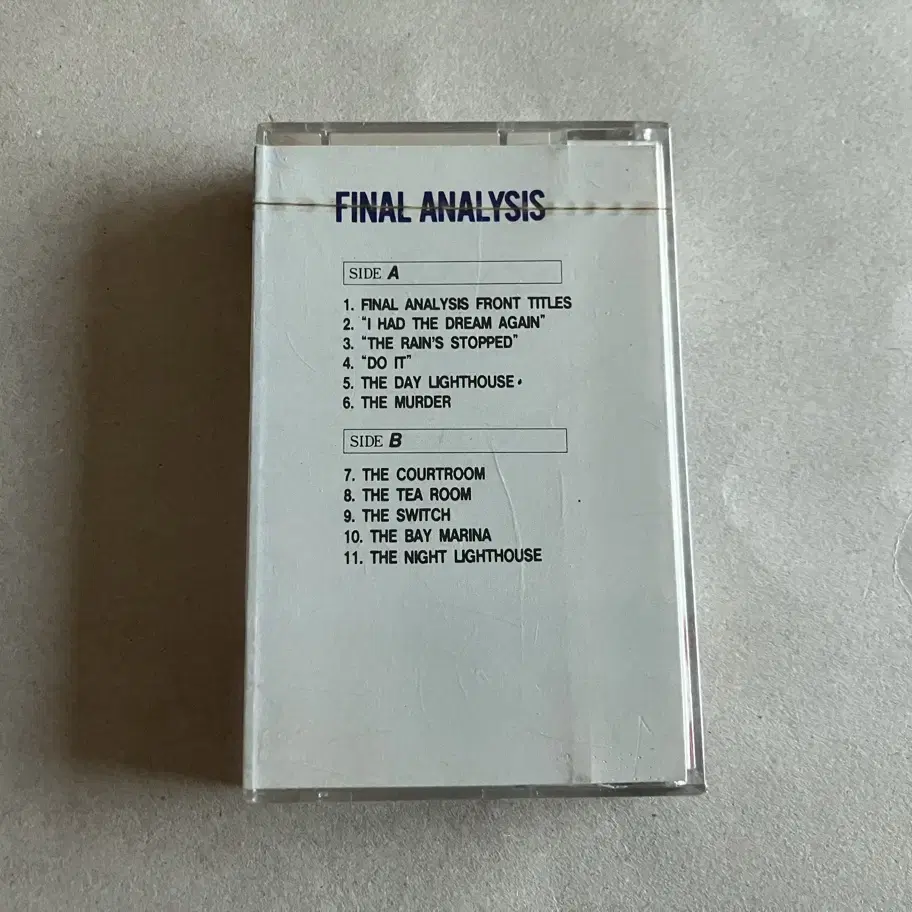 FINAL ANALYSIS
SIDE A
1. FINAL ANALYSIS FRONT TITLES
2. "I HAD THE DREAM AGAIN"
3. "THE RAIN'S STOPPED"
4. "DO IT"
5. THE DAY LIGHTHOUSE
6. THE MURDER
SIDE B
7. THE COURTROOM
8. THE TEA ROOM
9. THE SWITCH
10. THE BAY MARINA
11. THE NIGHT LIGHTHOUSE